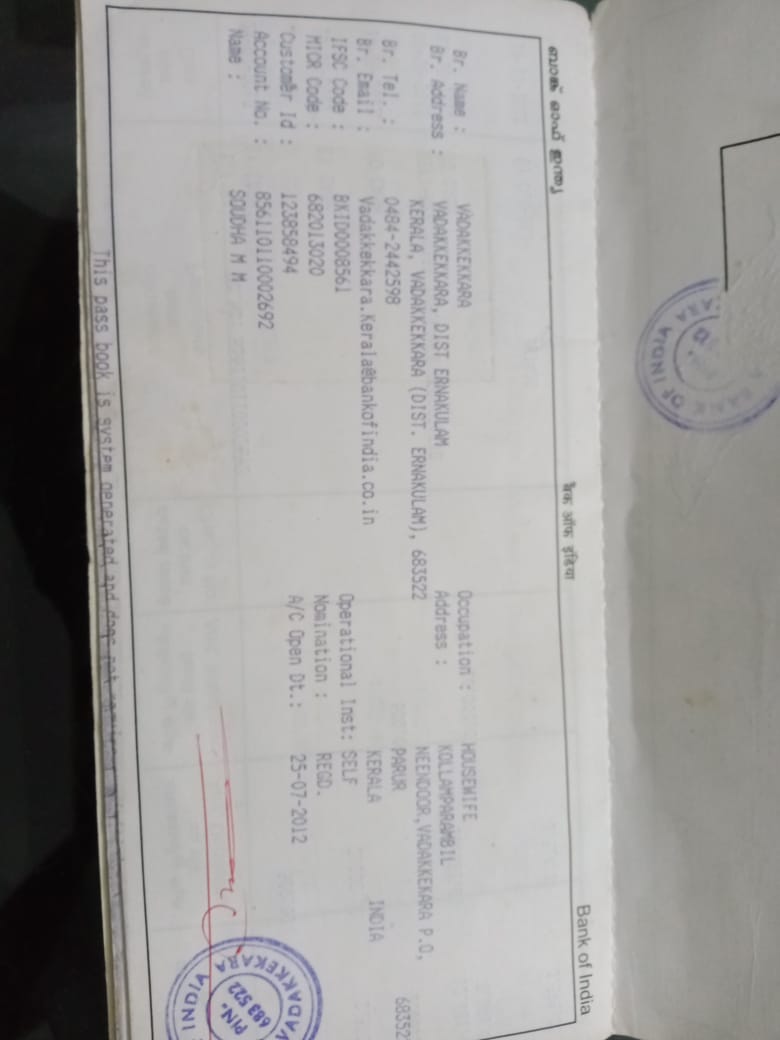 ബാങ്ക് ഓഫ് ഇന്ത്യ बैंक ऑफ इंडिया Bank of India
Br. Name : VADAKKEKKARA Occupation : HOUSEWIFE
Br. Address : VADAKKEKKARA, DIST ERNAKULAM Address : KOLLAMPARAMBIL
KERALA, VADAKKEKKARA (DIST. ERNAKULAM), 683522 NEENDOOR,VADAKKEKARA P.O,
Br. Tel. : 0484-2442598 PARUR 68352
Br. Email : Vadakkekkara.Kerala@bankofindia.co.in KERALA INDIA
IFSC Code : BKID0008561 Operational Inst: SELF
MICR Code : 682013020 Nomination : REGD.
Customer Id : 123858494 A/C Open Dt.: 25-07-2012
Account No. : 856110110002692
Name : SOUDHA M M
This pass book is system generated and does not
BANK OF INDIA
ADAKKEKARA
PIN-
683 522
INDIA